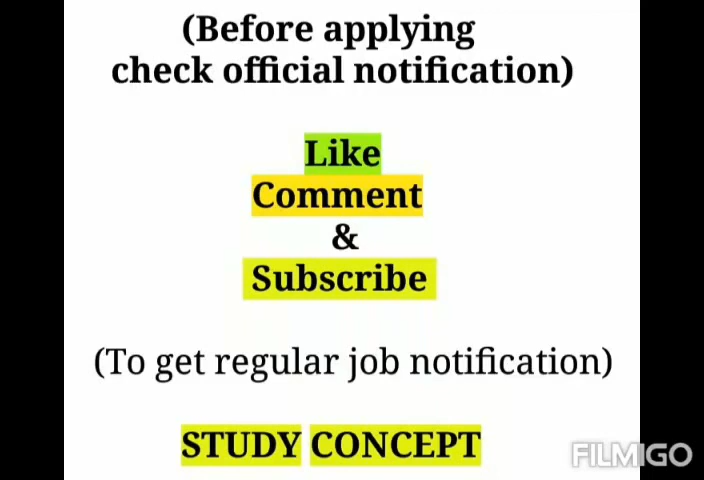 (Before applying
check official notification)
Like
Comment
&
Subscribe
(To get regular job notification)
STUDY CONCEPT
FILMIGO